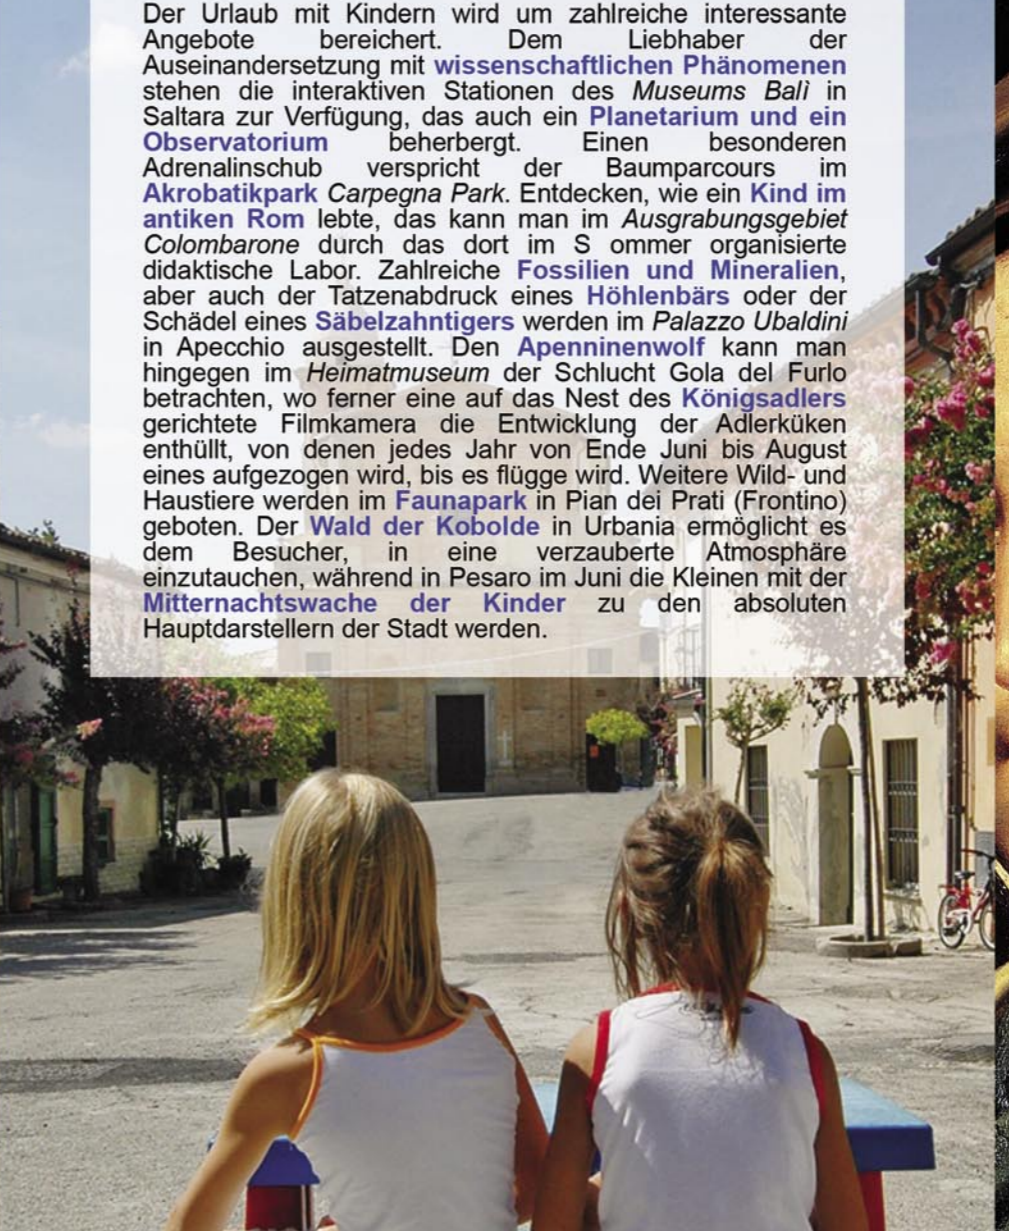 Der Urlaub mit Kindern wird um zahlreiche interessante
Angebote bereichert. Dem Liebhaber der
Auseinandersetzung mit wissenschaftlichen Phänomenen
stehen die interaktiven Stationen des Museums Balì in
Saltara zur Verfügung, das auch ein Planetarium und ein
Observatorium beherbergt. Einen besonderen
Adrenalinschub verspricht der Baumparcours im
Akrobatikpark Carpegna Park. Entdecken, wie ein Kind im
antiken Rom lebte, das kann man im Ausgrabungsgebiet
Colombarone durch das dort im S ommer organisierte
didaktische Labor. Zahlreiche Fossilien und Mineralien,
aber auch der Tatzenabdruck eines Höhlenbärs oder der
Schädel eines Säbelzahntigers werden im Palazzo Ubaldini
in Apecchio ausgestellt. Den Apenninenwolf kann man
hingegen im Heimatmuseum der Schlucht Gola del Furlo
betrachten, wo ferner eine auf das Nest des Königsadlers
gerichtete Filmkamera die Entwicklung der Adlerküken
enthüllt, von denen jedes Jahr von Ende Juni bis August
eines aufgezogen wird, bis es flügge wird. Weitere Wild- und
Haustiere werden im Faunapark in Pian dei Prati (Frontino)
geboten. Der Wald der Kobolde in Urbania ermöglicht es
dem Besucher, in eine verzauberte Atmosphäre
einzutauchen, während in Pesaro im Juni die Kleinen mit der
Mitternachtswache der Kinder zu den absoluten
Hauptdarstellern der Stadt werden.